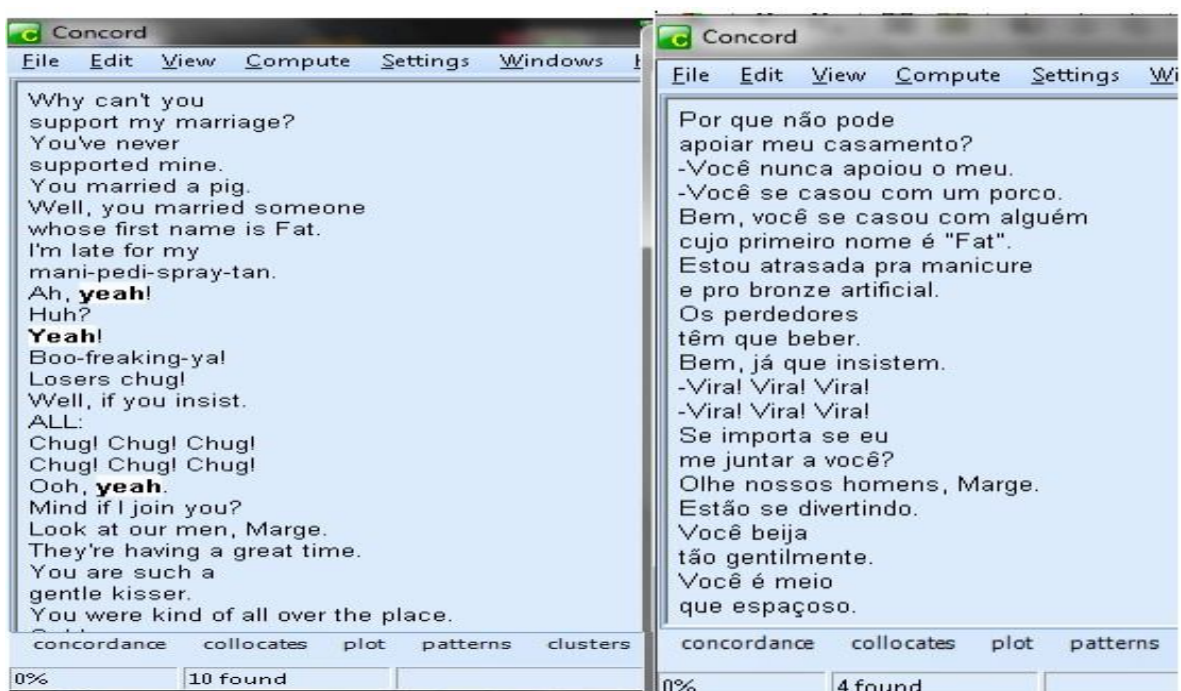 Concord
File Edit View Compute Settings Windows
Why can't you
support my marriage?
You've never
supported mine.
You married a pig.
Well, you married someone
whose first name is Fat.
I'm late for my
mani-pedi-spray-tan.
Ah, yeah!
Huh?
Yeah!
Boo-freaking-ya!
Losers chug!
Well, if you insist.
ALL:
Chug! Chug! Chug!
Chug! Chug! Chug!
Ooh, yeah.
Mind if I join you?
Look at our men, Marge.
They're having a great time.
You are such a
gentle kisser.
You were kind of all over the place.
concordance collocates plot patterns clusters
0% 10 found
Concord
File Edit View Compute Settings Wi
Por que não pode
apoiar meu casamento?
-Você nunca apoiou o meu.
-Você se casou com um porco.
Bem, você se casou com alguém
cujo primeiro nome é "Fat".
Estou atrasada pra manicure
e pro bronze artificial.
Os perdedores
têm que beber.
Bem, já que insistem.
-Vira! Vira! Vira!
-Vira! Vira! Vira!
Se importa se eu
me juntar a você?
Olhe nossos homens, Marge.
Estão se divertindo.
Você beija
tão gentilmente.
Você é meio
que espaçoso.
concordance collocates plot patterns
0% 4 found